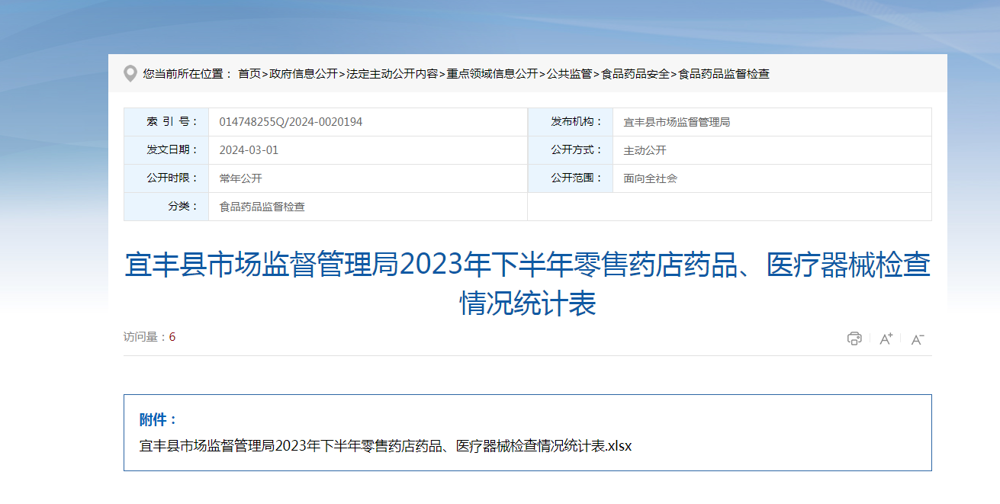 您当前所在位置： 首页>政府信息公开>法定主动公开内容>重点领域信息公开>公共监管>食品药品安全>食品药品监督检查
索 引 号： 014748255Q/2024-0020194 发布机构： 宜丰县市场监督管理局
发文日期： 2024-03-01 公开方式： 主动公开
公开时限： 常年公开 公开范围： 面向全社会
分类： 食品药品监督检查
宜丰县市场监督管理局2023年下半年零售药店药品、医疗器械检查
情况统计表
访问量：6 A+ A-
附件：
宜丰县市场监督管理局2023年下半年零售药店药品、医疗器械检查情况统计表.xlsx